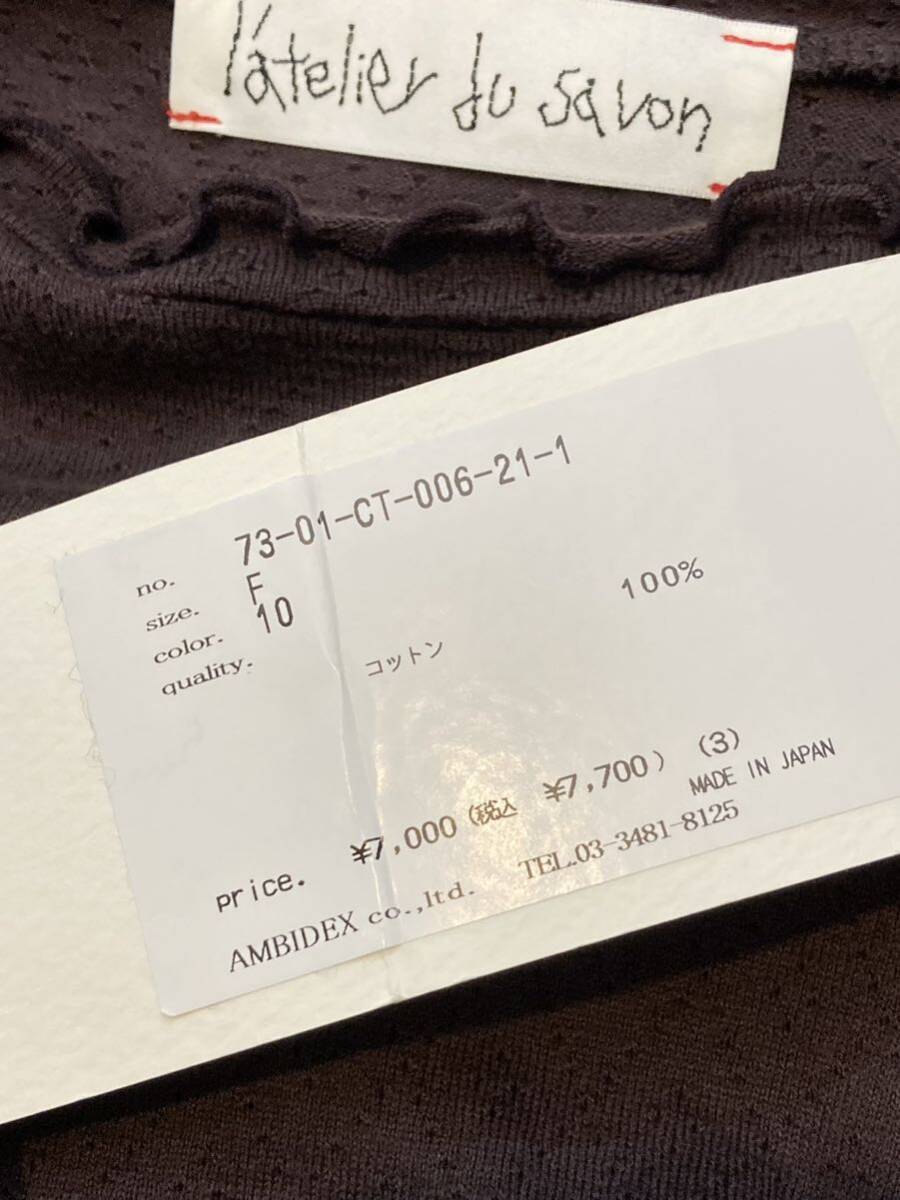 l'atelier du savon
no. 73-01-CT-006-21-1
size. F
color. 10
quality. コットン 100%
price. ¥7,000 (税込 ¥7,700) (3)
MADE IN JAPAN
AMBIDEX co.,ltd. TEL.03-3481-8125